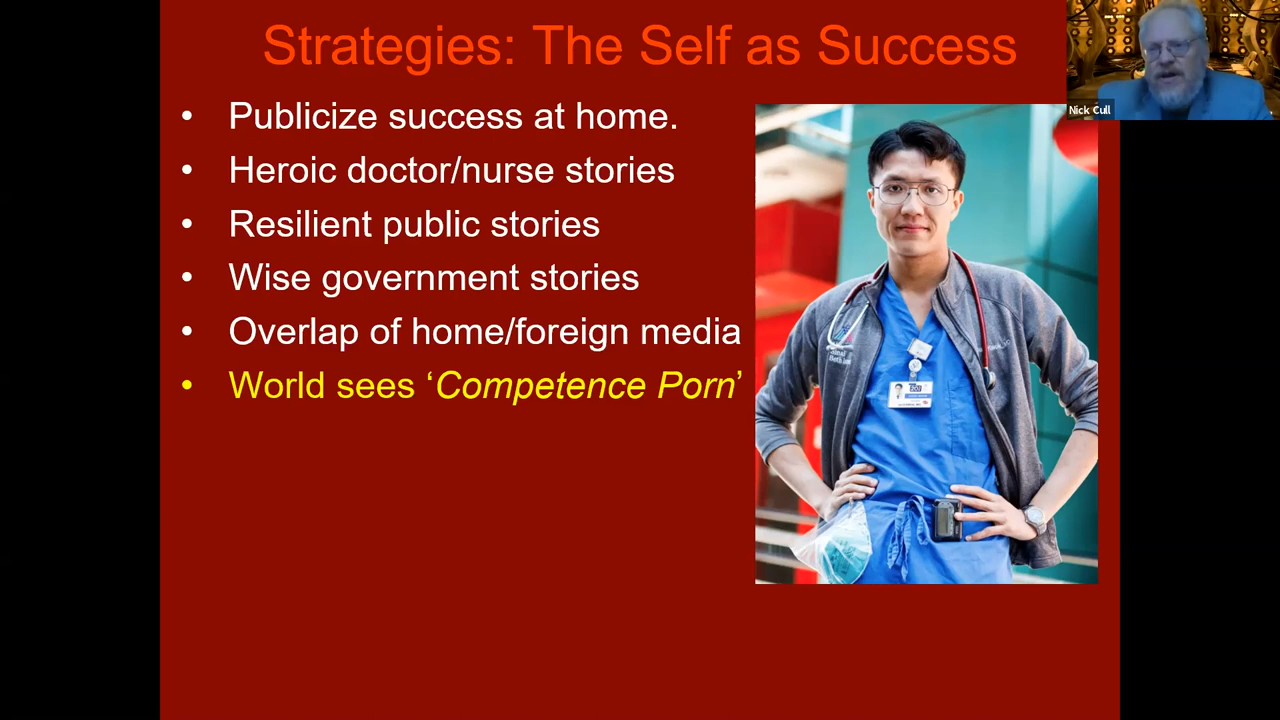 Strategies: The Self as Success
Nick Cull
• Publicize success at home.
• Heroic doctor/nurse stories
• Resilient public stories
• Wise government stories
• Overlap of home/foreign media
• World sees ‘Competence Porn’